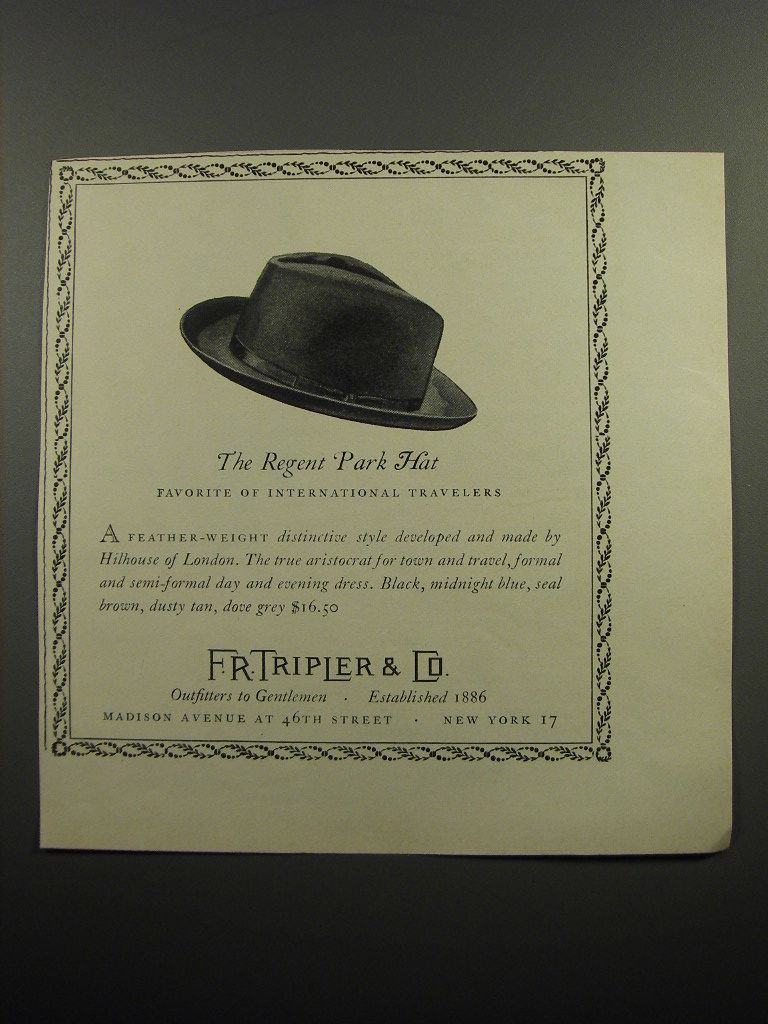 The Regent Park Hat
FAVORITE OF INTERNATIONAL TRAVELERS
A FEATHER-WEIGHT distinctive style developed and made by
Hilhouse of London. The true aristocrat for town and travel, formal
and semi-formal day and evening dress. Black, midnight blue, seal
brown, dusty tan, dove grey $16.50
F.R. TRIPLER & CO.
Outfitters to Gentlemen · Established 1886
MADISON AVENUE AT 46TH STREET · NEW YORK 17